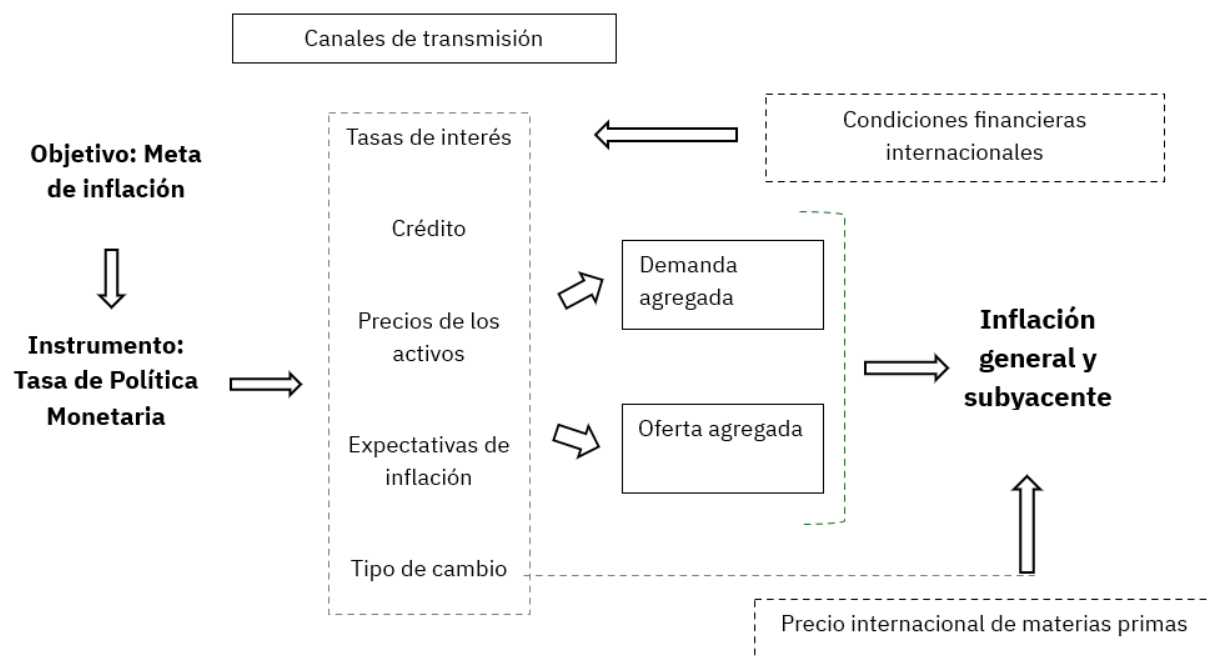 Canales de transmisión
Objetivo: Meta
de inflación
Instrumento:
Tasa de Política
Monetaria
Tasas de interés
Crédito
Precios de los
activos
Expectativas de
inflación
Tipo de cambio
Condiciones financieras
internacionales
Demanda
agregada
Oferta agregada
Inflación
general y
subyacente
Precio internacional de materias primas